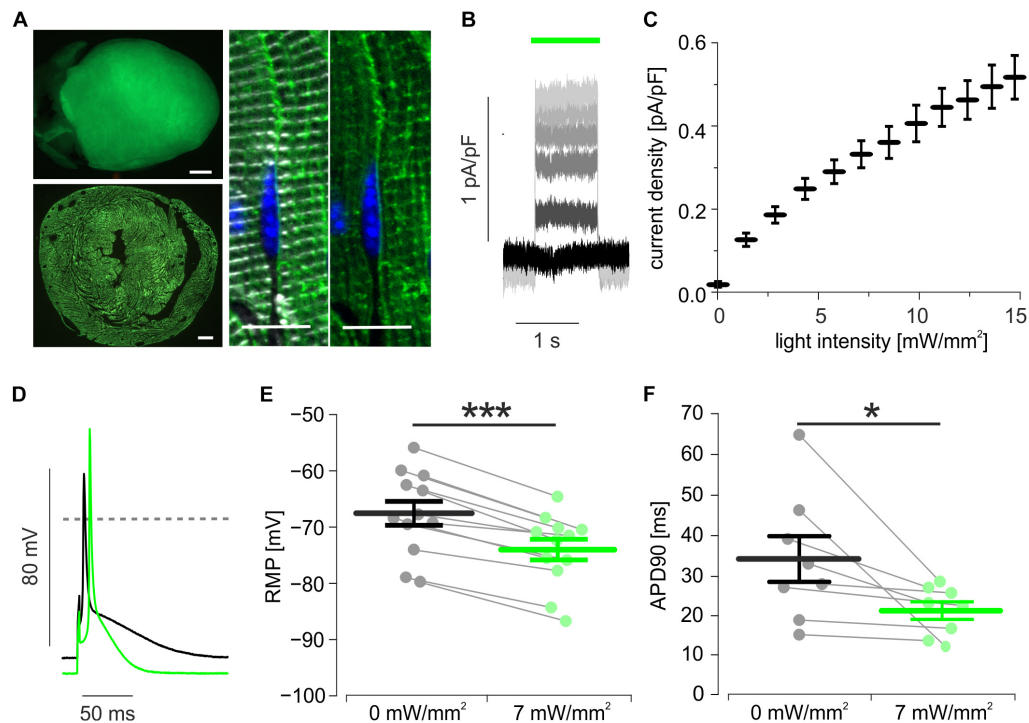 A
B
1 pA/pF
1 s
C
current density [pA/pF]
0.6
0.4
0.2
0.0
0
5
10
15
light intensity [mW/mm²]
D
80 mV
50 ms
E
RMP [mV]
−50
−60
−70
−80
−90
−100
***
0 mW/mm²
7 mW/mm²
F
APD90 [ms]
70
60
50
40
30
20
10
0
*
0 mW/mm²
7 mW/mm²